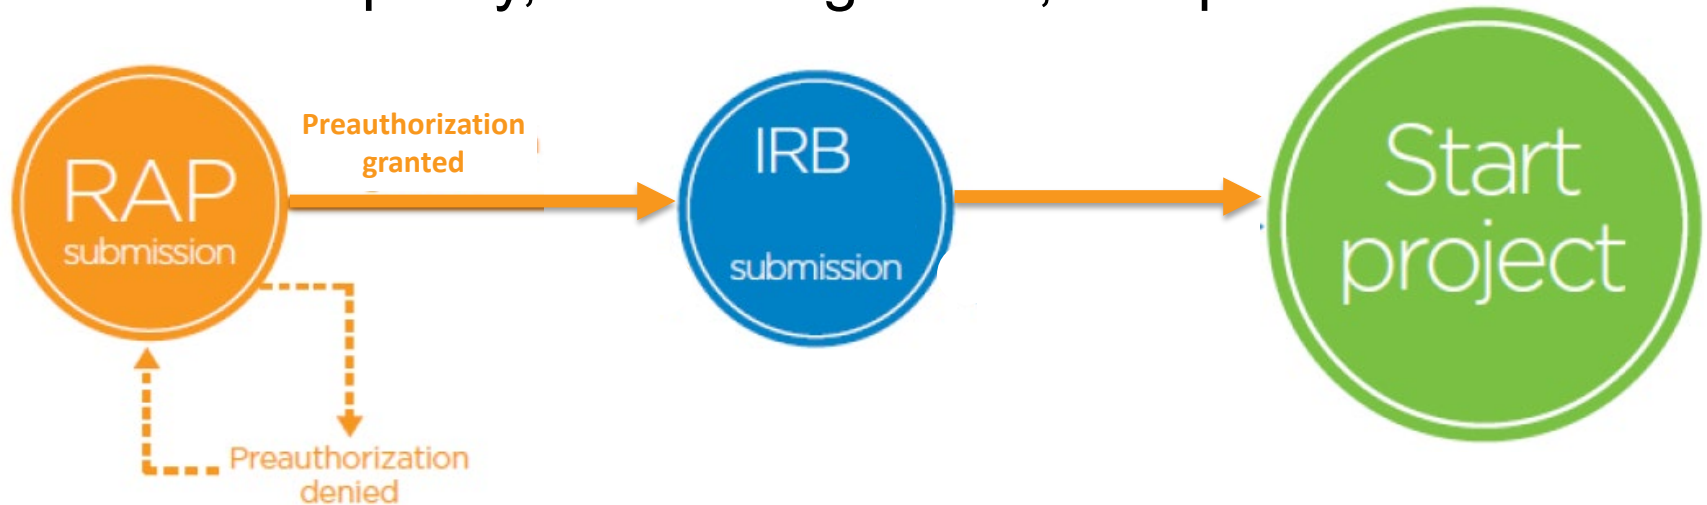 RAP
submission
Preauthorization
granted
IRB
submission
Start
project
Preauthorization
denied